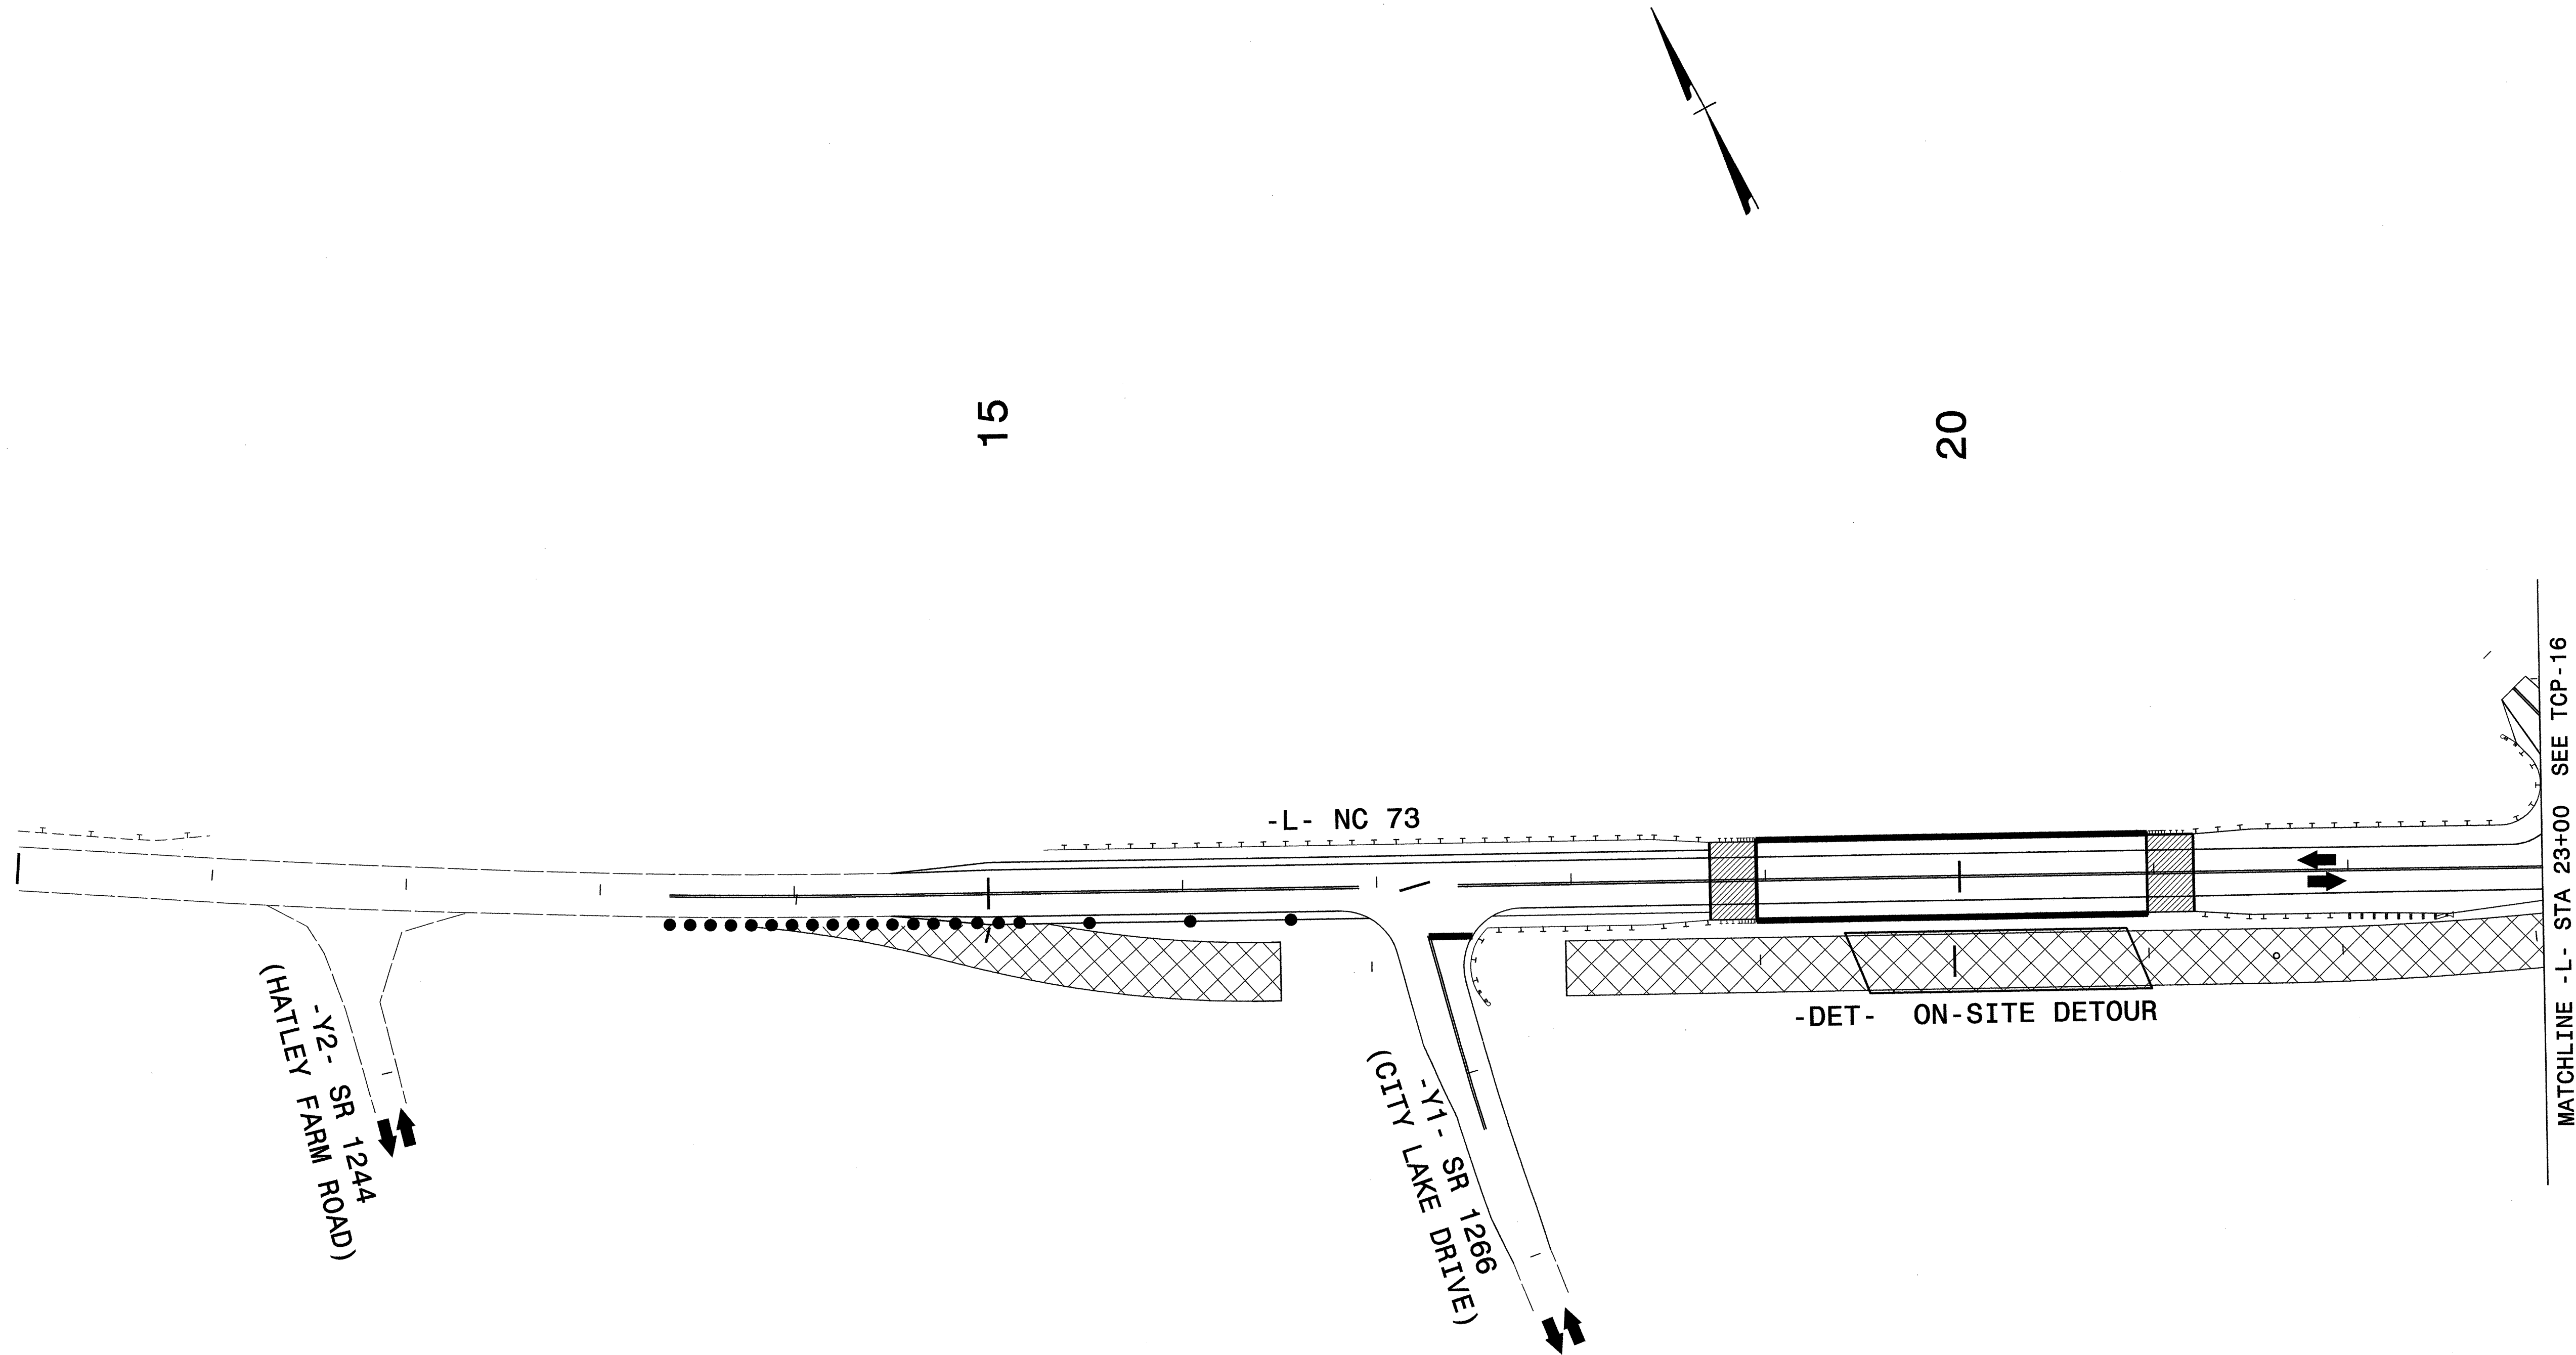 15
20
-L- NC 73
-DET- ON-SITE DETOUR
-Y2- SR 1244
(HATLEY FARM ROAD)
-Y1- SR 1266
(CITY LAKE DRIVE)
MATCHLINE -L- STA 23+00 SEE TCP-16